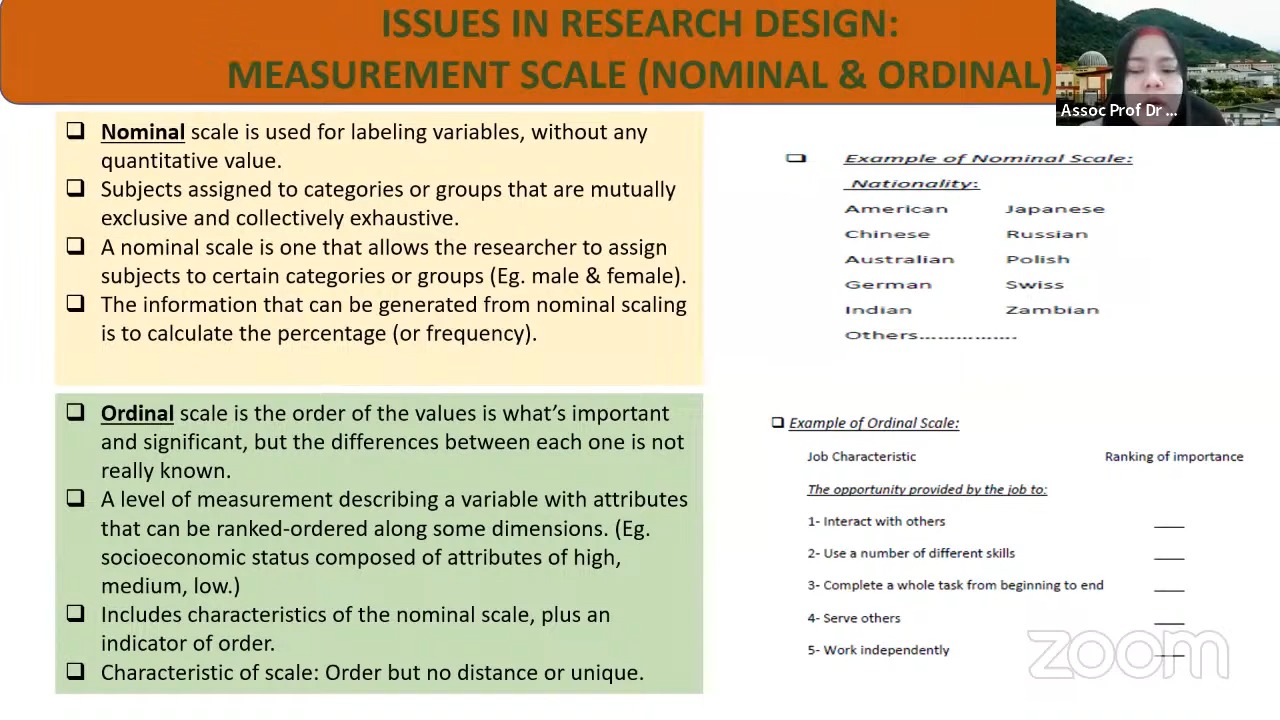 ISSUES IN RESEARCH DESIGN:
MEASUREMENT SCALE (NOMINAL & ORDINAL)
Assoc Prof Dr ...
❑ Nominal scale is used for labeling variables, without any
quantitative value.
❑ Subjects assigned to categories or groups that are mutually
exclusive and collectively exhaustive.
❑ A nominal scale is one that allows the researcher to assign
subjects to certain categories or groups (Eg. male & female).
❑ The information that can be generated from nominal scaling
is to calculate the percentage (or frequency).
❑ Example of Nominal Scale:
Nationality:
American Japanese
Chinese Russian
Australian Polish
German Swiss
Indian Zambian
Others................
❑ Ordinal scale is the order of the values is what’s important
and significant, but the differences between each one is not
really known.
❑ A level of measurement describing a variable with attributes
that can be ranked-ordered along some dimensions. (Eg.
socioeconomic status composed of attributes of high,
medium, low.)
❑ Includes characteristics of the nominal scale, plus an
indicator of order.
❑ Characteristic of scale: Order but no distance or unique.
❑ Example of Ordinal Scale:
Job Characteristic Ranking of importance
The opportunity provided by the job to:
1- Interact with others ____
2- Use a number of different skills ____
3- Complete a whole task from beginning to end ____
4- Serve others ____
5- Work independently ____
zoom